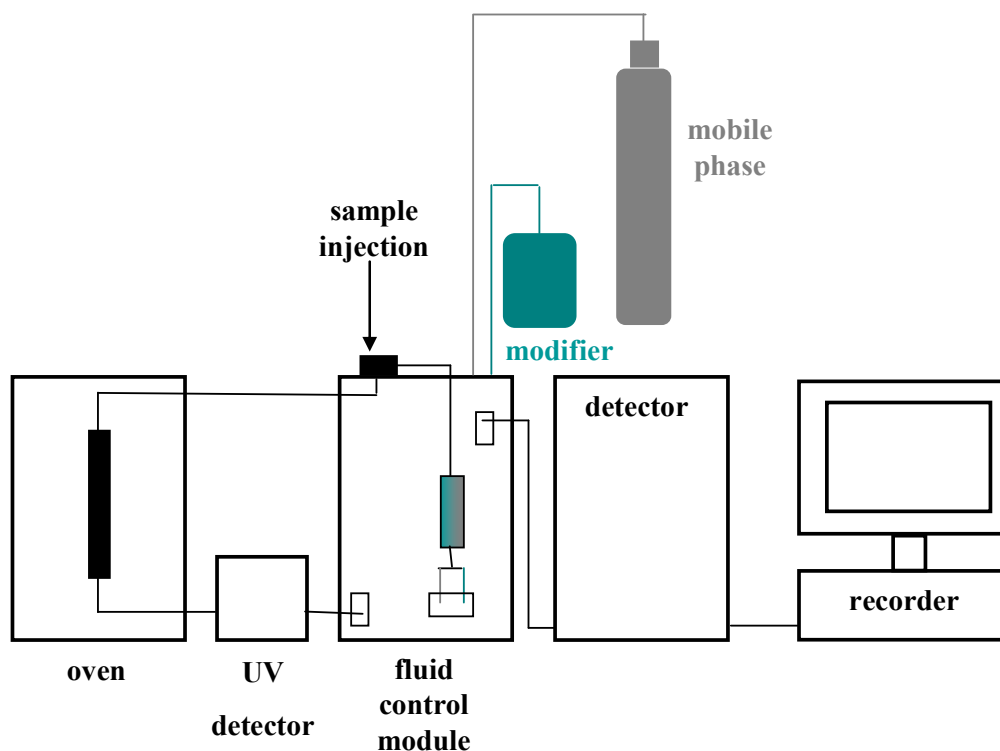 mobile
phase
sample
injection
modifier
detector
recorder
oven
UV
detector
fluid
control
module